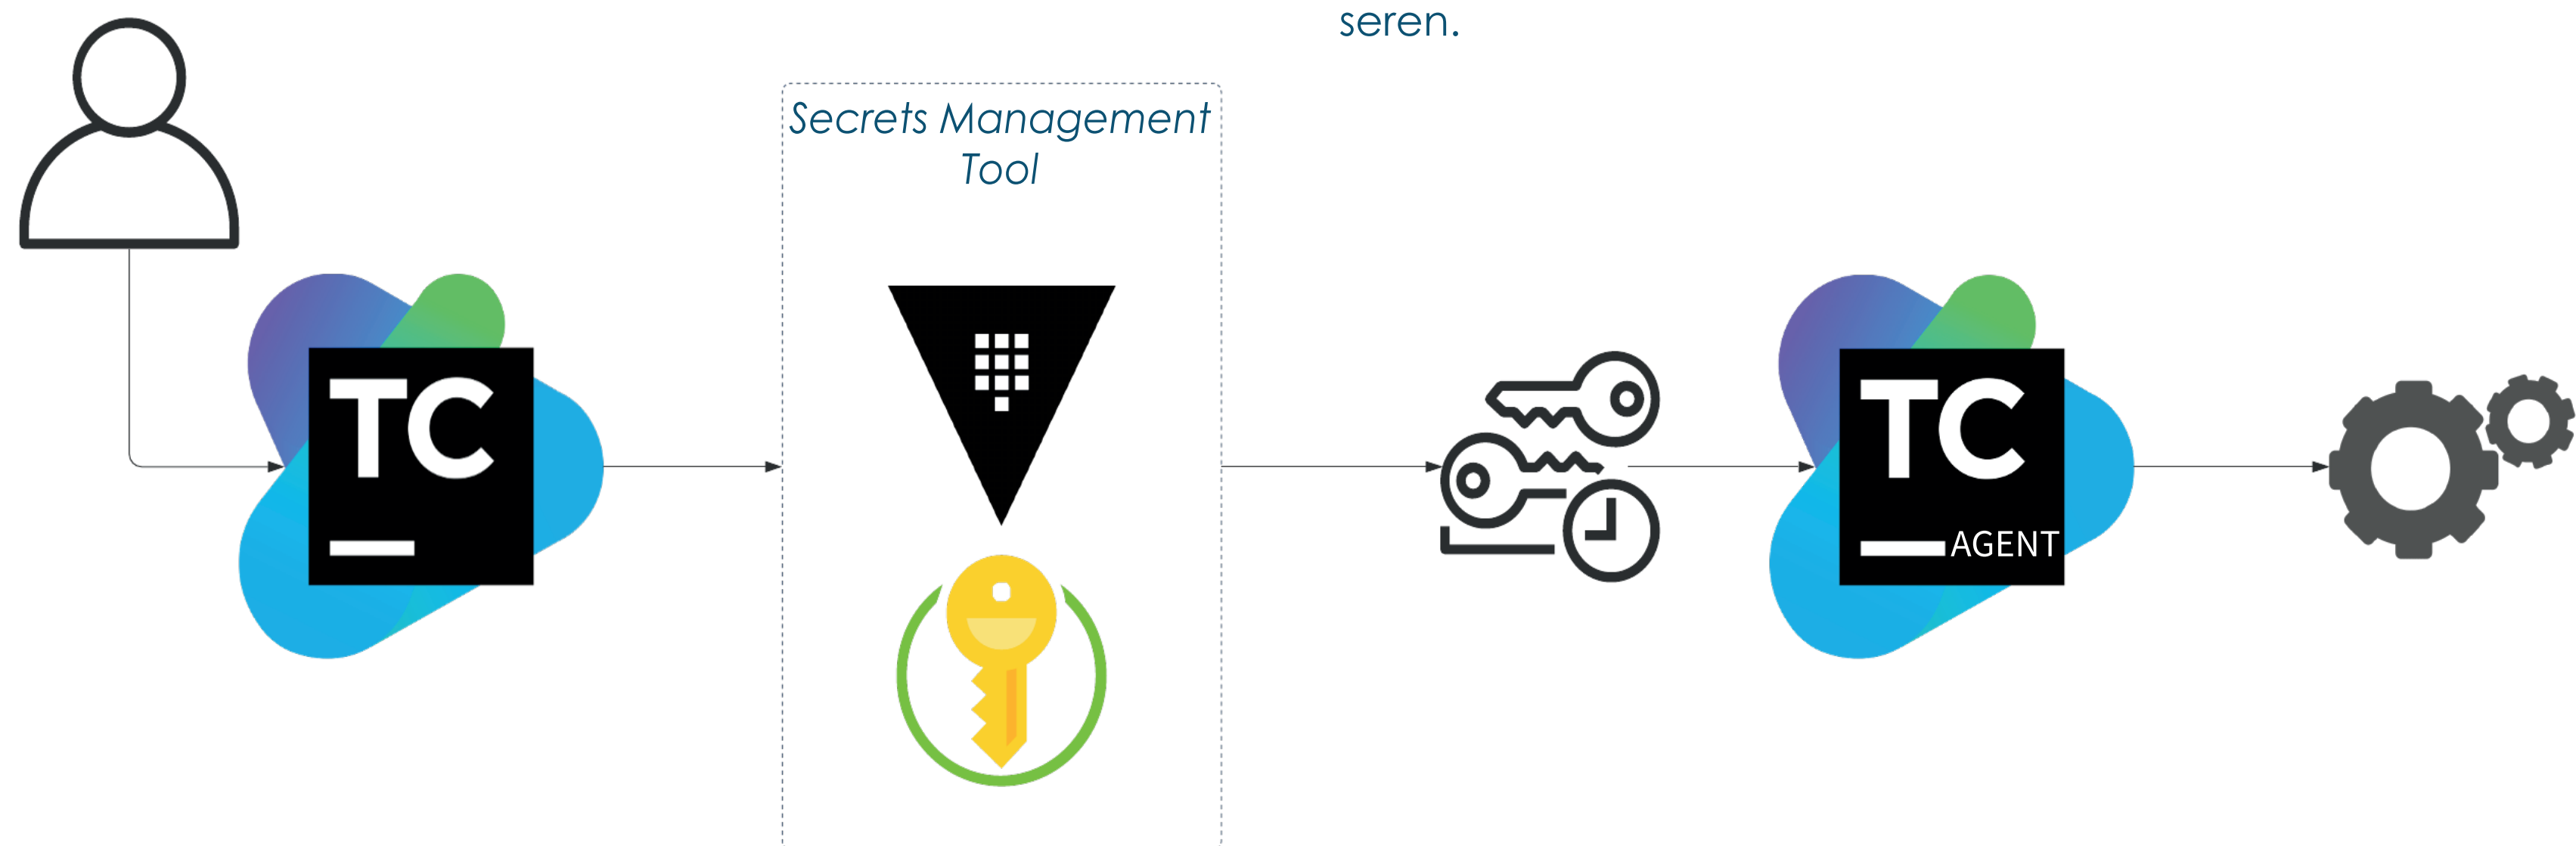 seren.
Secrets Management
Tool
TC
TC
AGENT